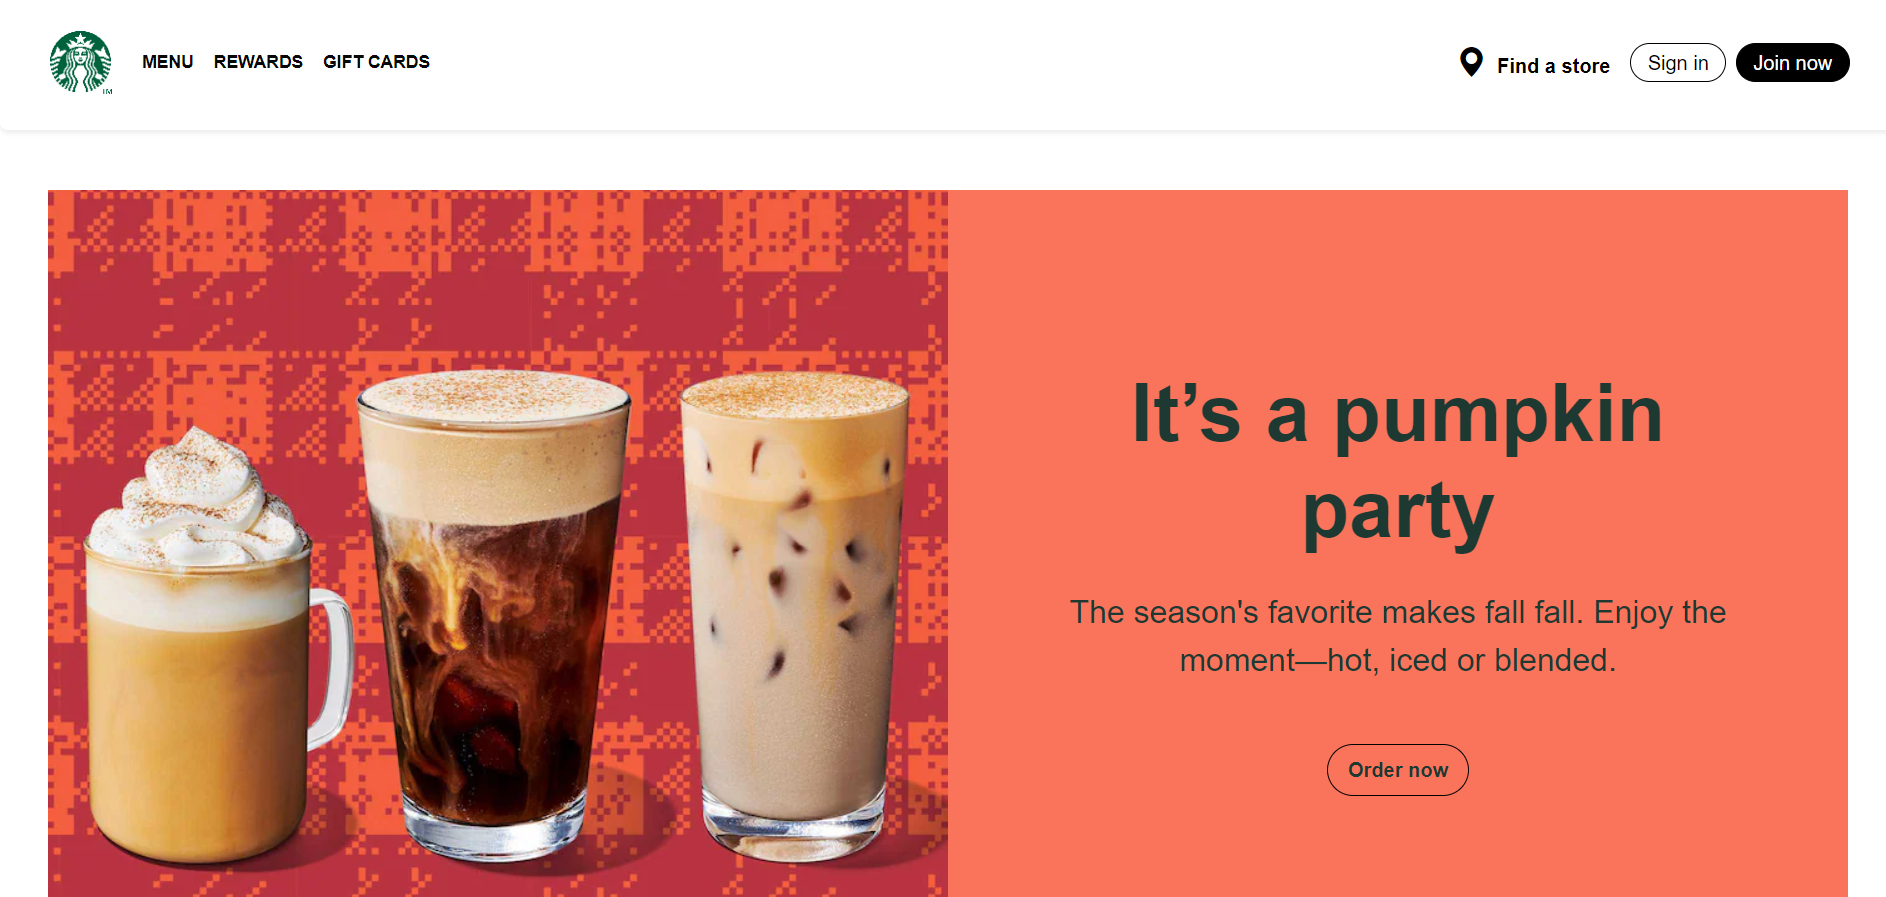 MENU REWARDS GIFT CARDS
Find a store Sign in Join now
TM
It’s a pumpkin
party
The season's favorite makes fall fall. Enjoy the
moment—hot, iced or blended.
Order now